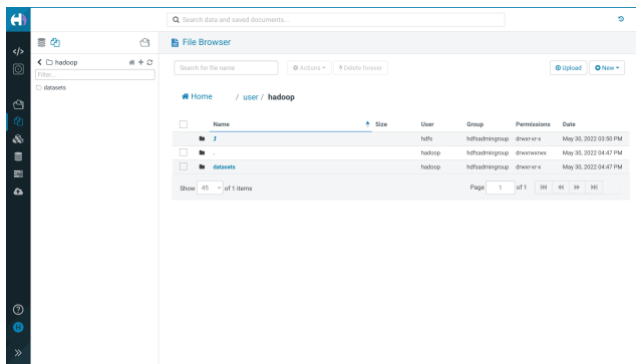 Search data and saved documents...
File Browser
hadoop
Filter...
datasets
Search for file name
Actions
Delete forever
Upload
New
Home / user / hadoop
Name Size User Group Permissions Date
hdfs hdfsadmingroup drwxr-xr-x May 30, 2022 03:50 PM
. hadoop hdfsadmingroup drwxrwxrwx May 30, 2022 04:47 PM
datasets hadoop hdfsadmingroup drwxr-xr-x May 30, 2022 04:47 PM
Show 45 of 1 items Page 1 of 1
H